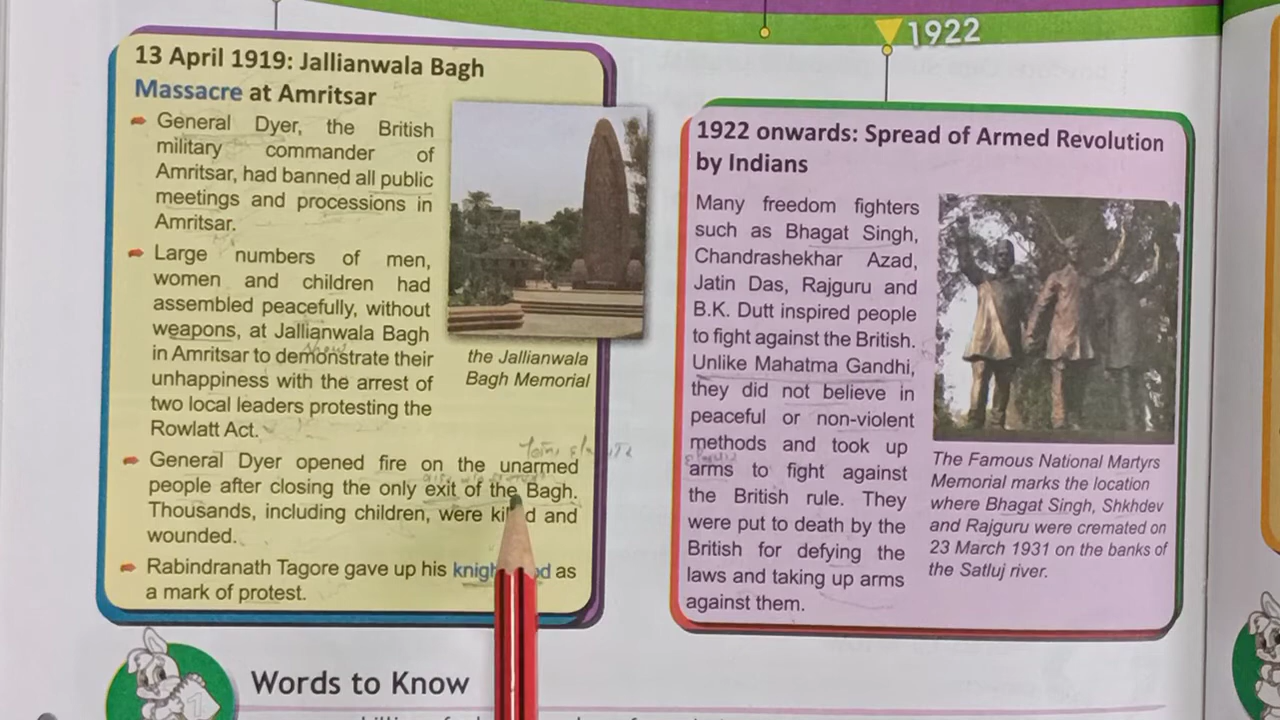 1922
13 April 1919: Jallianwala Bagh
Massacre at Amritsar
General Dyer, the British
military commander of
Amritsar, had banned all public
meetings and processions in
Amritsar.
Large numbers of men,
women and children had
assembled peacefully, without
weapons, at Jallianwala Bagh
in Amritsar to demonstrate their
unhappiness with the arrest of
two local leaders protesting the
Rowlatt Act.
the Jallianwala
Bagh Memorial
General Dyer opened fire on the unarmed
people after closing the only exit of the Bagh.
Thousands, including children, were and
wounded.
Rabindranath Tagore gave up his as
a mark of protest.
1922 onwards: Spread of Armed Revolution
by Indians
Many freedom fighters
such as Bhagat Singh,
Chandrashekhar Azad,
Jatin Das, Rajguru and
B.K. Dutt inspired people
to fight against the British.
Unlike Mahatma Gandhi,
they did not believe in
peaceful or non-violent
methods and took up
arms to fight against
the British rule. They
were put to death by the
British for defying the
laws and taking up arms
against them.
The Famous National Martyrs
Memorial marks the location
where Bhagat Singh, Shkhdev
and Rajguru were cremated on
23 March 1931 on the banks of
the Satluj river.
Words to Know